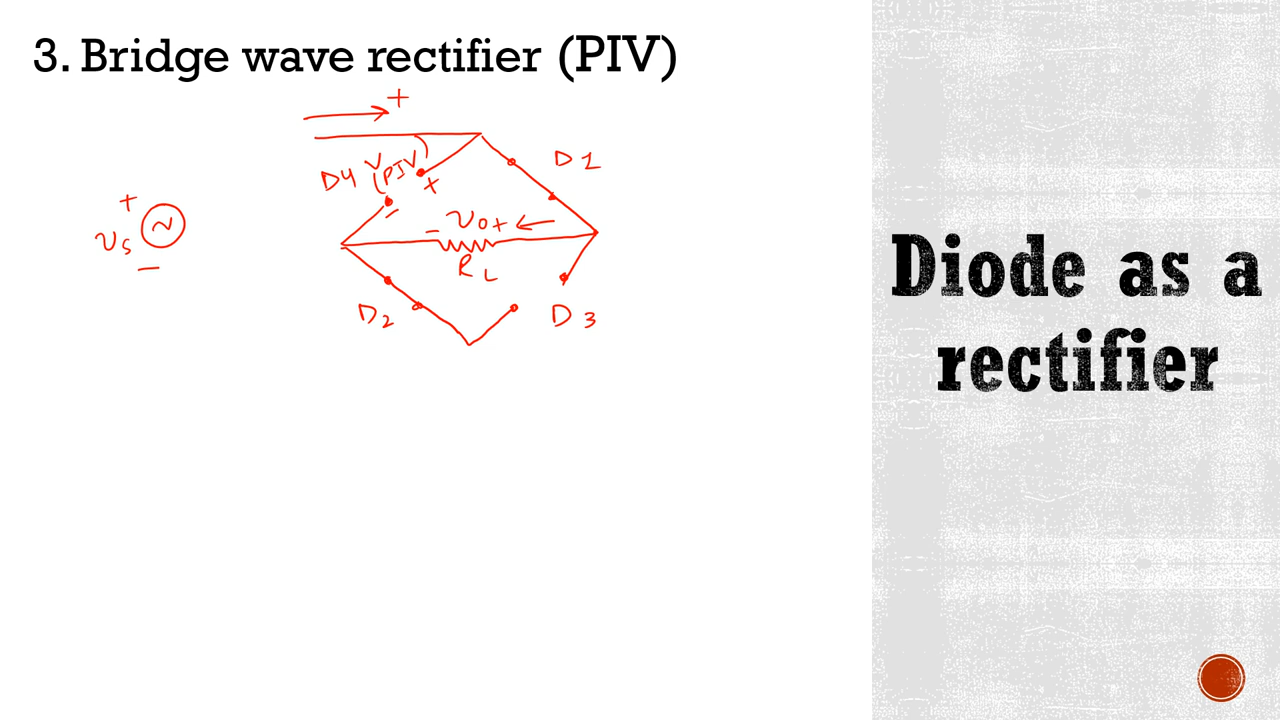 3. Bridge wave rectifier (PIV)
+
D4 V(PIV)
+
−
D1
+
vs
−
− vo +
RL
D2
D3
Diode as a
rectifier